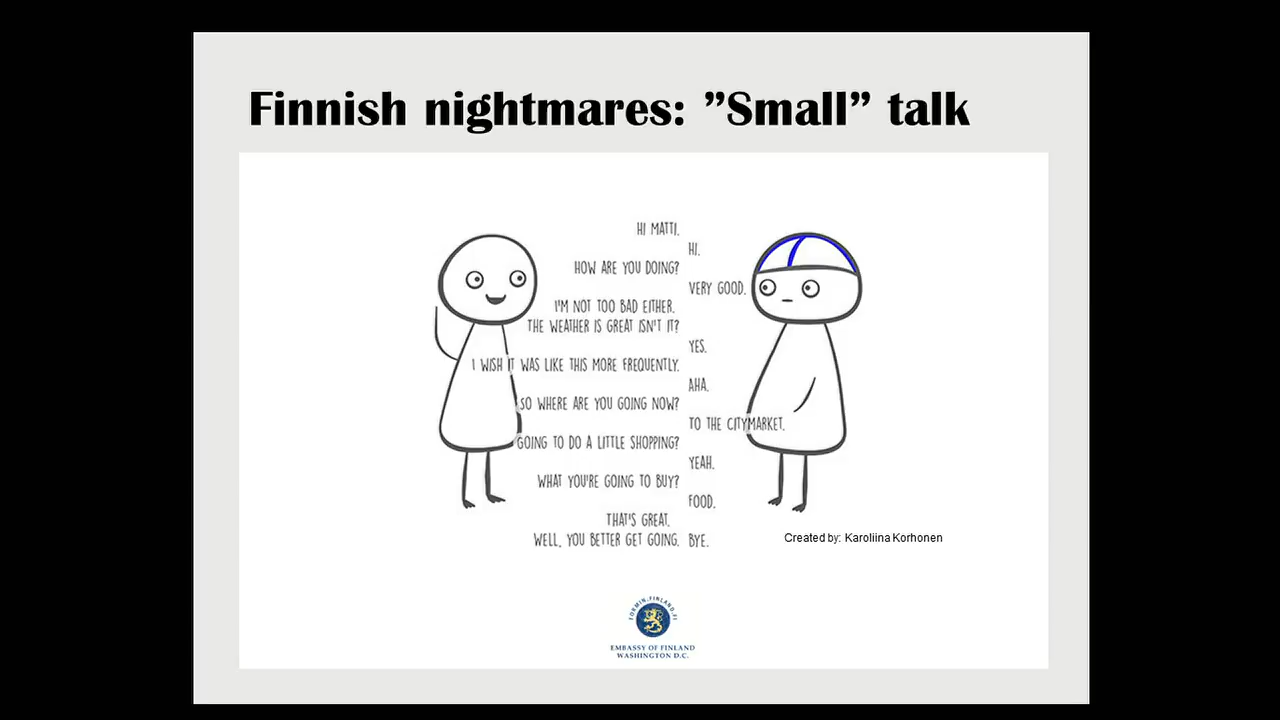 Finnish nightmares: ”Small” talk
HI MATTI.
HI.
HOW ARE YOU DOING?
VERY GOOD.
I'M NOT TOO BAD EITHER.
THE WEATHER IS GREAT ISN'T IT?
YES.
I WISH IT WAS LIKE THIS MORE FREQUENTLY.
AHA.
SO WHERE ARE YOU GOING NOW?
TO THE CITYMARKET.
GOING TO DO A LITTLE SHOPPING?
YEAH.
WHAT YOU'RE GOING TO BUY?
FOOD.
THAT'S GREAT.
WELL, YOU BETTER GET GOING.
BYE.
Created by: Karoliina Korhonen
FORMIN.FINLAND.FI
EMBASSY OF FINLAND
WASHINGTON D.C.